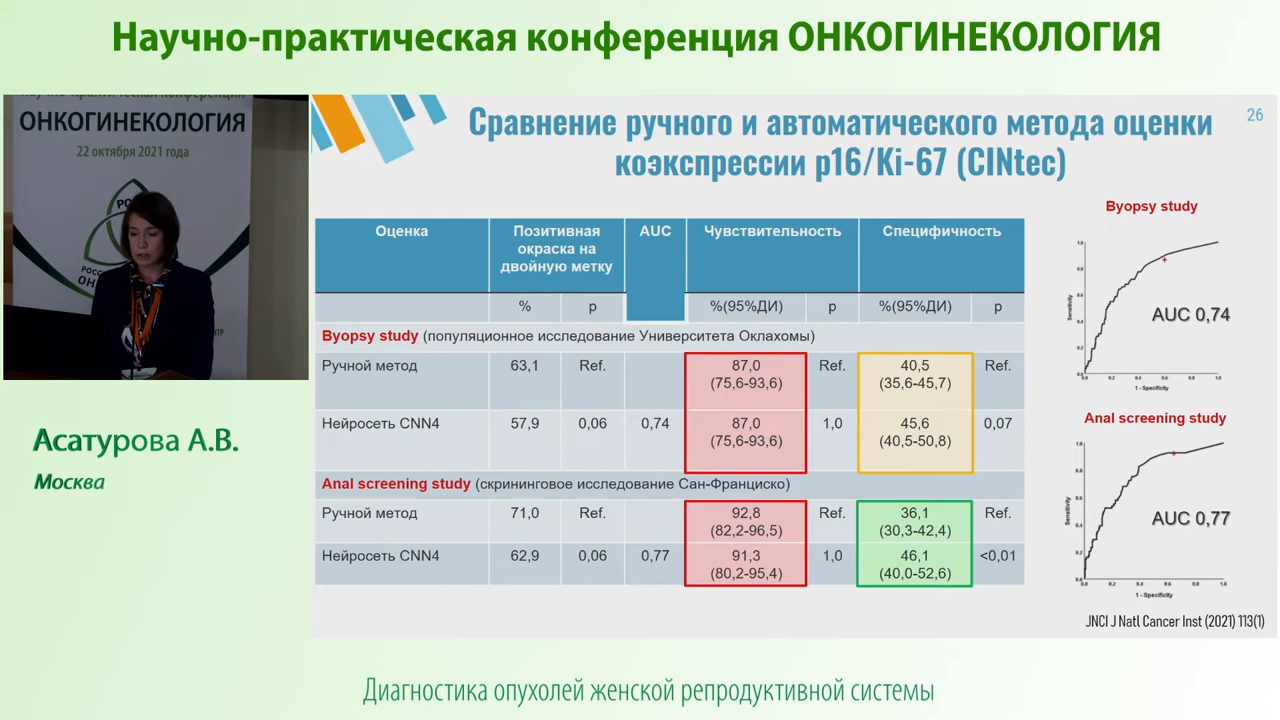 Научно-практическая конференция ОНКОГИНЕКОЛОГИЯ
ОНКОГИНЕКОЛОГИЯ
22 октября 2021 года
Асатурова А.В.
Москва
26
Сравнение ручного и автоматического метода оценки
коэкспрессии p16/Ki-67 (CINtec)
Оценка Позитивная окраска на двойную метку AUC Чувствительность Специфичность
% p %(95%ДИ) p %(95%ДИ) p
Byopsy study (популяционное исследование Университета Оклахомы)
Ручной метод 63,1 Ref. 87,0 (75,6-93,6) Ref. 40,5 (35,6-45,7) Ref.
Нейросеть CNN4 57,9 0,06 0,74 87,0 (75,6-93,6) 1,0 45,6 (40,5-50,8) 0,07
Anal screening study (скрининговое исследование Сан-Франциско)
Ручной метод 71,0 Ref. 92,8 (82,2-96,5) Ref. 36,1 (30,3-42,4) Ref.
Нейросеть CNN4 62,9 0,06 0,77 91,3 (80,2-95,4) 1,0 46,1 (40,0-52,6) <0,01
Byopsy study
Sensitivity
AUC 0,74
1 - Specificity
Anal screening study
Sensitivity
AUC 0,77
1 - Specificity
JNCI J Natl Cancer Inst (2021) 113(1)
Диагностика опухолей женской репродуктивной системы